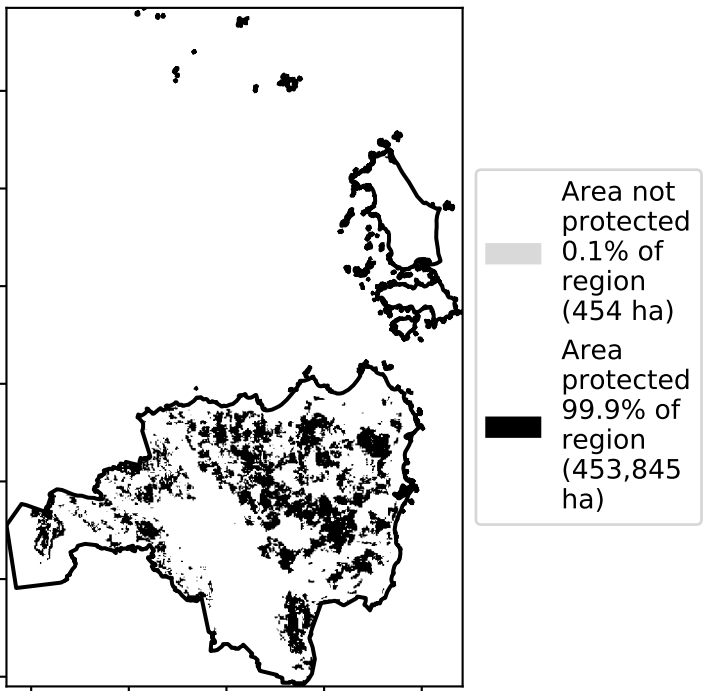 Area not
protected
0.1% of
region
(454 ha)
Area
protected
99.9% of
region
(453,845
ha)